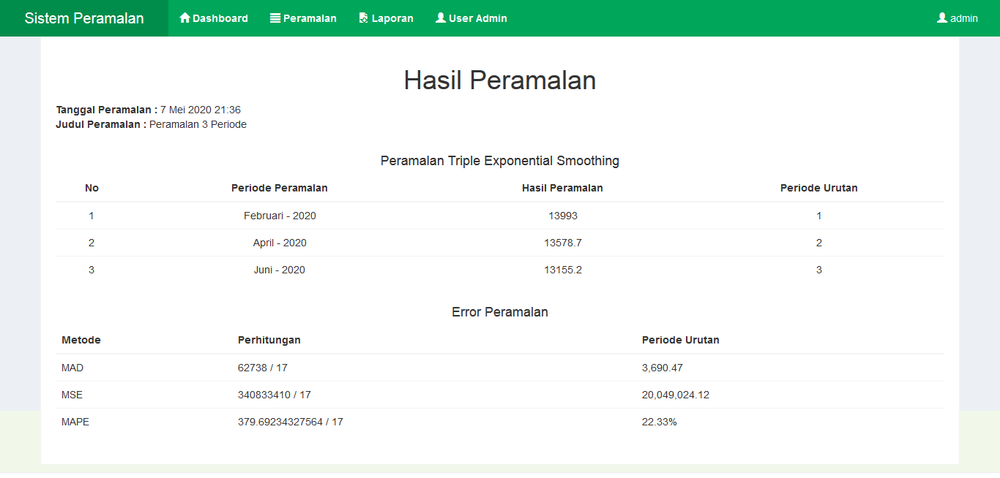 Sistem Peramalan Dashboard Peramalan Laporan User Admin admin
Hasil Peramalan
Tanggal Peramalan : 7 Mei 2020 21:36
Judul Peramalan : Peramalan 3 Periode
Peramalan Triple Exponential Smoothing
No Periode Peramalan Hasil Peramalan Periode Urutan
1 Februari - 2020 13993 1
2 April - 2020 13578.7 2
3 Juni - 2020 13155.2 3
Error Peramalan
Metode Perhitungan Periode Urutan
MAD 62738 / 17 3,690.47
MSE 340833410 / 17 20,049,024.12
MAPE 379.69234327564 / 17 22.33%